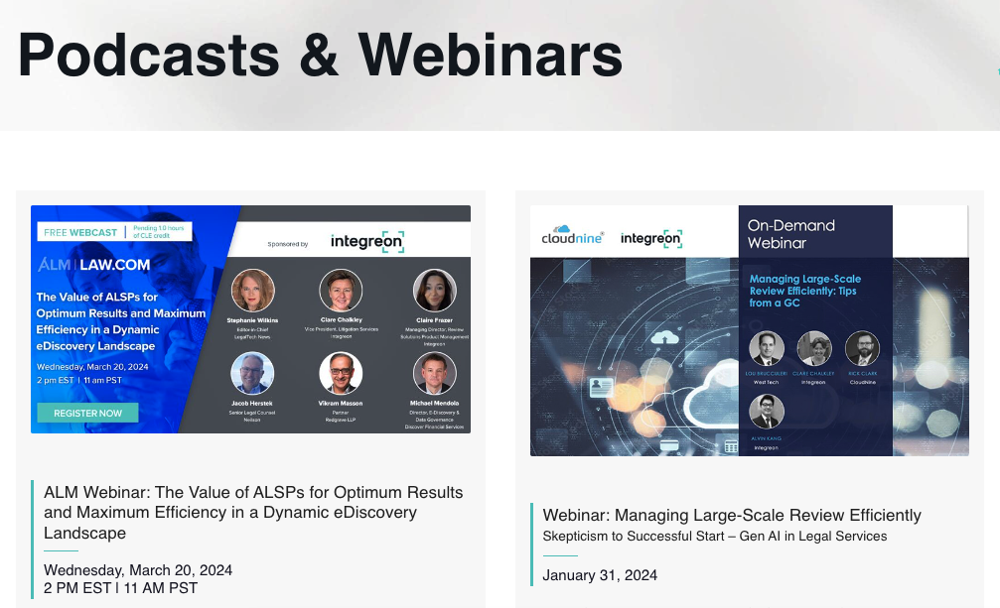 Podcasts & Webinars
FREE WEBCAST
Pending 1.0 hours
of CLE credit
ALM | LAW.COM
The Value of ALSPs for
Optimum Results and Maximum
Efficiency in a Dynamic
eDiscovery Landscape
Wednesday, March 20, 2024
2 pm EST | 11 am PST
REGISTER NOW
Sponsored by
integreon
Stephanie Wilkins
Editor-in-Chief
LegalTech News
Clare Chalkley
Vice President, Litigation Services
Integreon
Claire Frazer
Managing Director, Review
Solutions Product Management
Integreon
Jacob Herstek
Senior Legal Counsel
Vikram Masson
Partner
Redgrave LLP
Michael Mendola
Director, E-Discovery &
Data Governance
Discover Financial Services
ALM Webinar: The Value of ALSPs for Optimum Results
and Maximum Efficiency in a Dynamic eDiscovery
Landscape
Wednesday, March 20, 2024
2 PM EST | 11 AM PST
cloudnine
integreon
On-Demand
Webinar
Managing Large-Scale
Review Efficiently: Tips
from a GC
West Tech
CLARE CHALKLEY
Integreon
RICK CLARK
CloudNine
ALVIN KANG
Integreon
Webinar: Managing Large-Scale Review Efficiently
Skepticism to Successful Start – Gen AI in Legal Services
January 31, 2024